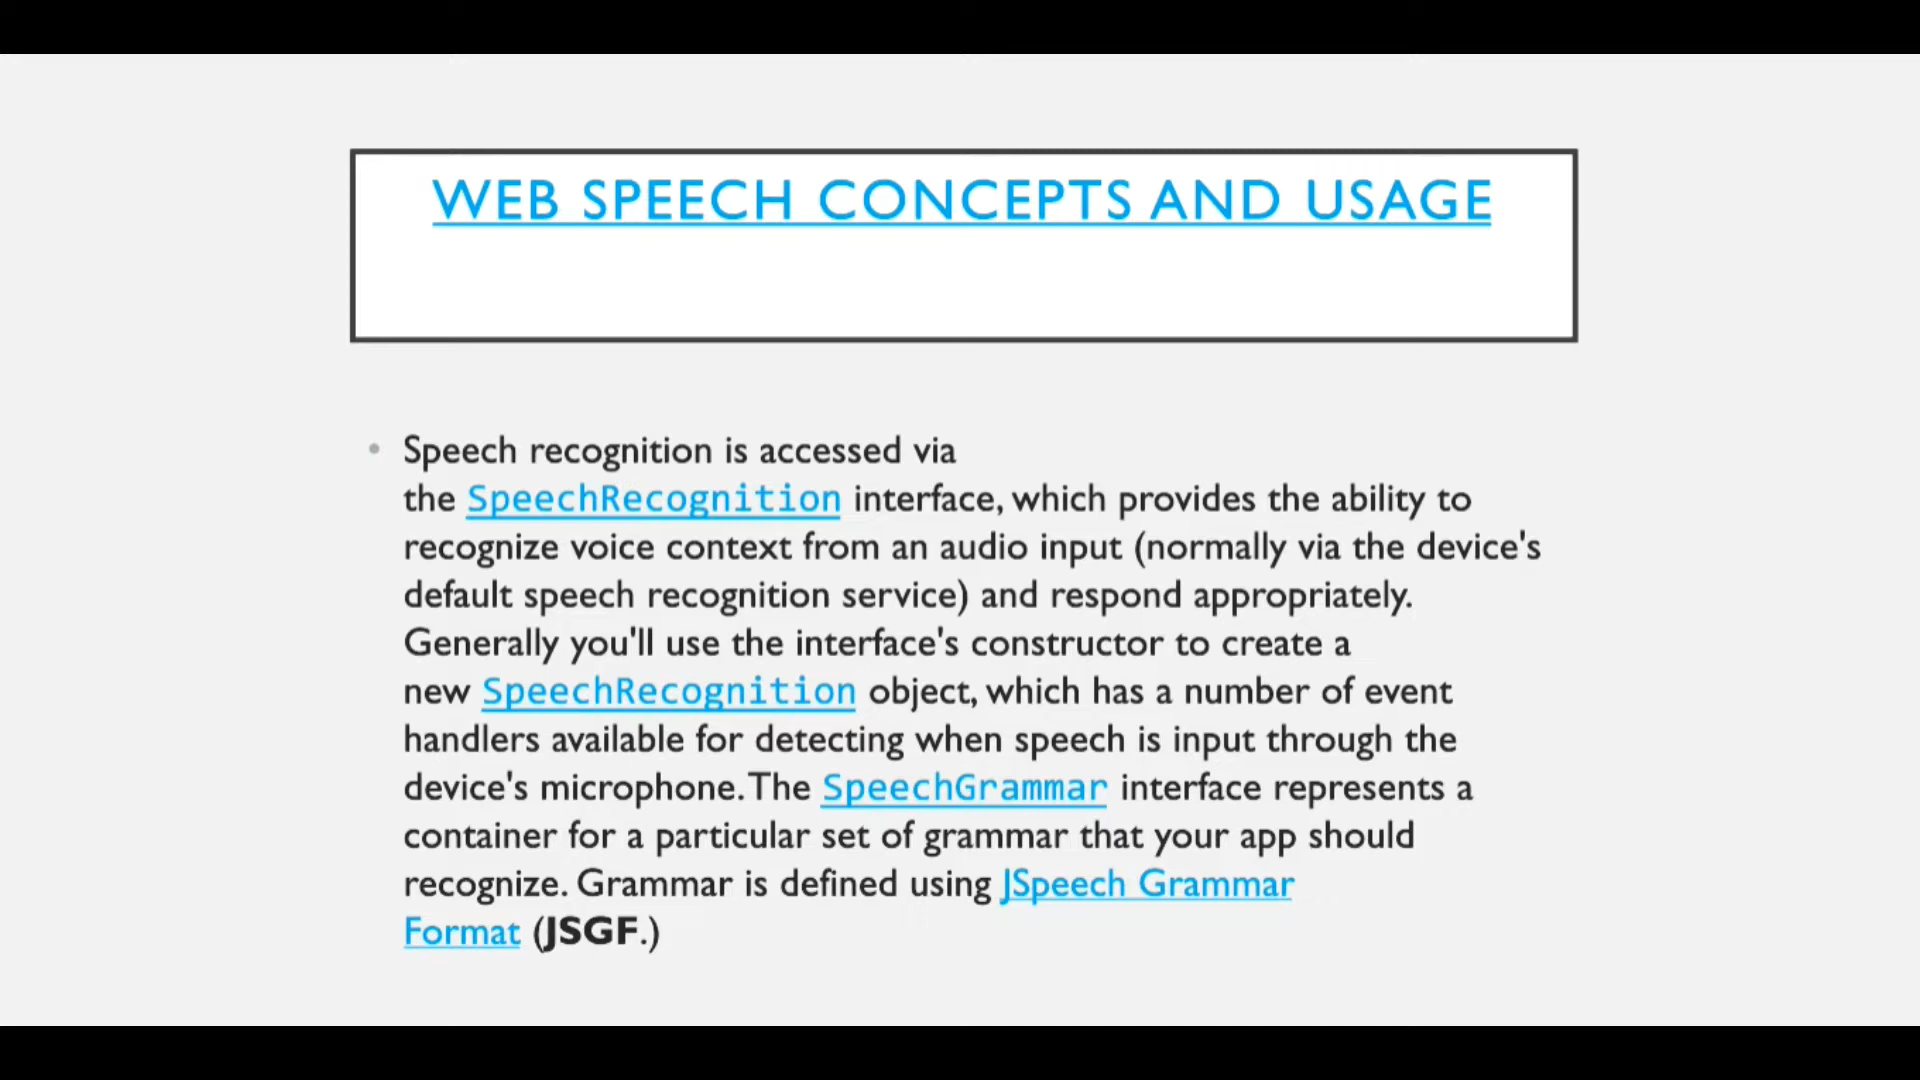 WEB SPEECH CONCEPTS AND USAGE
• Speech recognition is accessed via
the SpeechRecognition interface, which provides the ability to
recognize voice context from an audio input (normally via the device's
default speech recognition service) and respond appropriately.
Generally you'll use the interface's constructor to create a
new SpeechRecognition object, which has a number of event
handlers available for detecting when speech is input through the
device's microphone. The SpeechGrammar interface represents a
container for a particular set of grammar that your app should
recognize. Grammar is defined using JSpeech Grammar
Format (JSGF.)